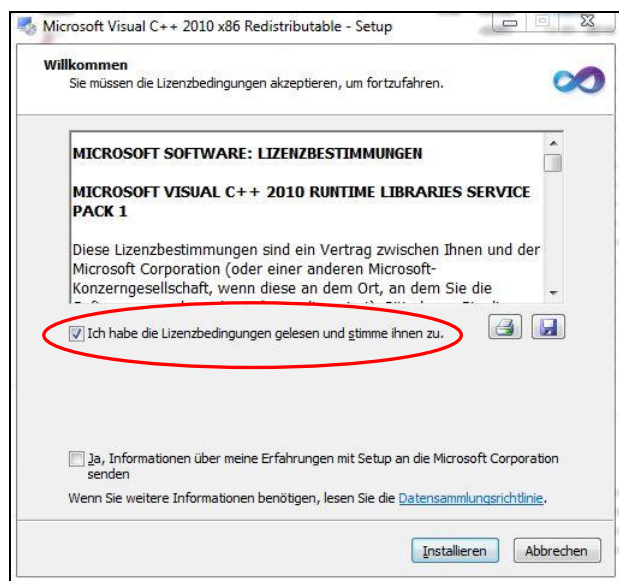 Microsoft Visual C++ 2010 x86 Redistributable - Setup
Willkommen
Sie müssen die Lizenzbedingungen akzeptieren, um fortzufahren.
MICROSOFT SOFTWARE: LIZENZBESTIMMUNGEN
MICROSOFT VISUAL C++ 2010 RUNTIME LIBRARIES SERVICE
PACK 1
Diese Lizenzbestimmungen sind ein Vertrag zwischen Ihnen und der
Microsoft Corporation (oder einer anderen Microsoft-
Konzerngesellschaft, wenn diese an dem Ort, an dem Sie die
Ich habe die Lizenzbedingungen gelesen und stimme ihnen zu.
Ja, Informationen über meine Erfahrungen mit Setup an die Microsoft Corporation
senden
Wenn Sie weitere Informationen benötigen, lesen Sie die Datensammlungsrichtlinie.
Installieren Abbrechen